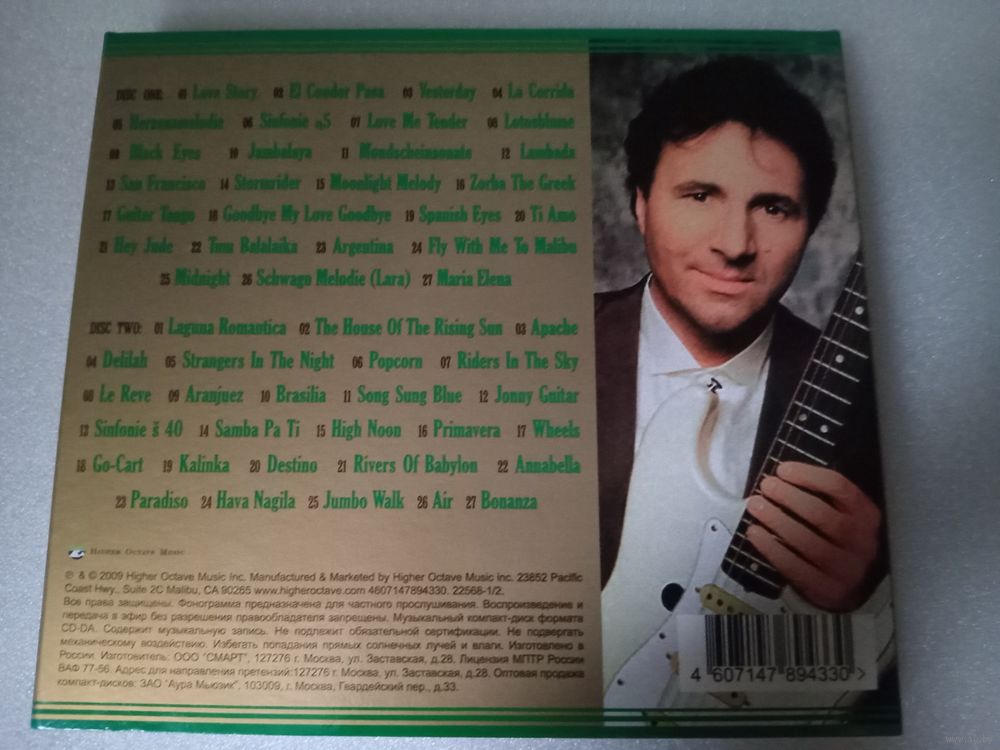 DISC ONE: 01 Love Story 02 El Condor Pasa 03 Yesterday 04 La Corrida
05 Herzensmelodie 06 Sinfonie q5 07 Love Me Tender 08 Lotusblume
09 Black Eyes 10 Jambalaya 11 Mondscheinsonate 12 Lambada
13 San Francisco 14 Stormrider 15 Moonlight Melody 16 Zorba The Greek
17 Guitar Tango 18 Goodbye My Love Goodbye 19 Spanish Eyes 20 Ti Amo
21 Hey Jude 22 Tum Balalaika 23 Argentina 24 Fly With Me To Malibu
25 Midnight 26 Schwago Melodie (Lara) 27 Maria Elena
DISC TWO: 01 Laguna Romantica 02 The House Of The Rising Sun 03 Apache
04 Delilah 05 Strangers In The Night 06 Popcorn 07 Riders In The Sky
08 Le Reve 09 Aranjuez 10 Brasilia 11 Song Sung Blue 12 Jonny Guitar
13 Sinfonie š 40 14 Samba Pa Ti 15 High Noon 16 Primavera 17 Wheels
18 Go-Cart 19 Kalinka 20 Destino 21 Rivers Of Babylon 22 Annabella
23 Paradiso 24 Hava Nagila 25 Jumbo Walk 26 Air 27 Bonanza
Higher Octave Music
℗ & © 2009 Higher Octave Music Inc. Manufactured & Marketed by Higher Octave Music Inc. 23852 Pacific
Coast Hwy., Suite 2C Malibu, CA 90265 www.higheroctave.com 4607147894330. 22568-1/2.
Все права защищены. Фонограмма предназначена для частного прослушивания. Воспроизведение и
передача в эфир без разрешения правообладателя запрещены. Музыкальный компакт-диск формата
CD-DA. Содержит музыкальную запись. Не подлежит обязательной сертификации. Не подвергать
механическому воздействию. Избегать попадания прямых солнечных лучей и влаги. Изготовлено в
России. Изготовитель: ООО "СМАРТ", 127276 г. Москва, ул. Заставская, д.28. Лицензия МПТР России
ВАФ 77-56. Адрес для направления претензий:127276 г. Москва, ул. Заставская, д.28. Оптовая продажа
компакт-дисков: ЗАО "Аура Мьюзик", 103009, г. Москва, Гвардейский пер., д.33.
4 607147 894330 >